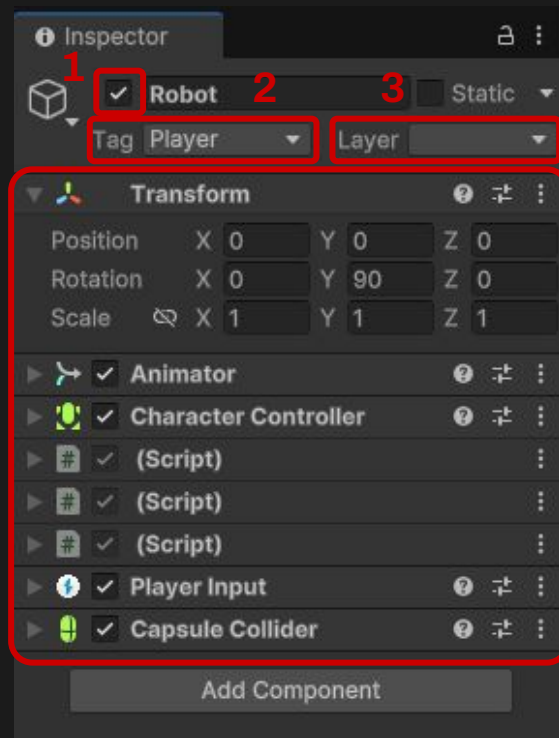 Inspector
1
Robot 2 3 Static
Tag Player Layer
Transform
Position X 0 Y 0 Z 0
Rotation X 0 Y 90 Z 0
Scale X 1 Y 1 Z 1
Animator
Character Controller
# (Script)
# (Script)
# (Script)
Player Input
Capsule Collider
Add Component